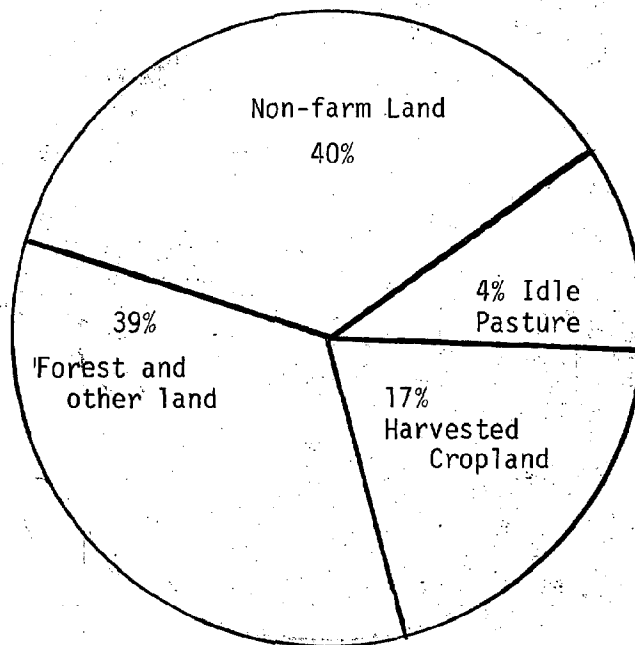 Non-farm Land
40%
4% Idle
Pasture
39%
Forest and
other land
17%
Harvested
Cropland